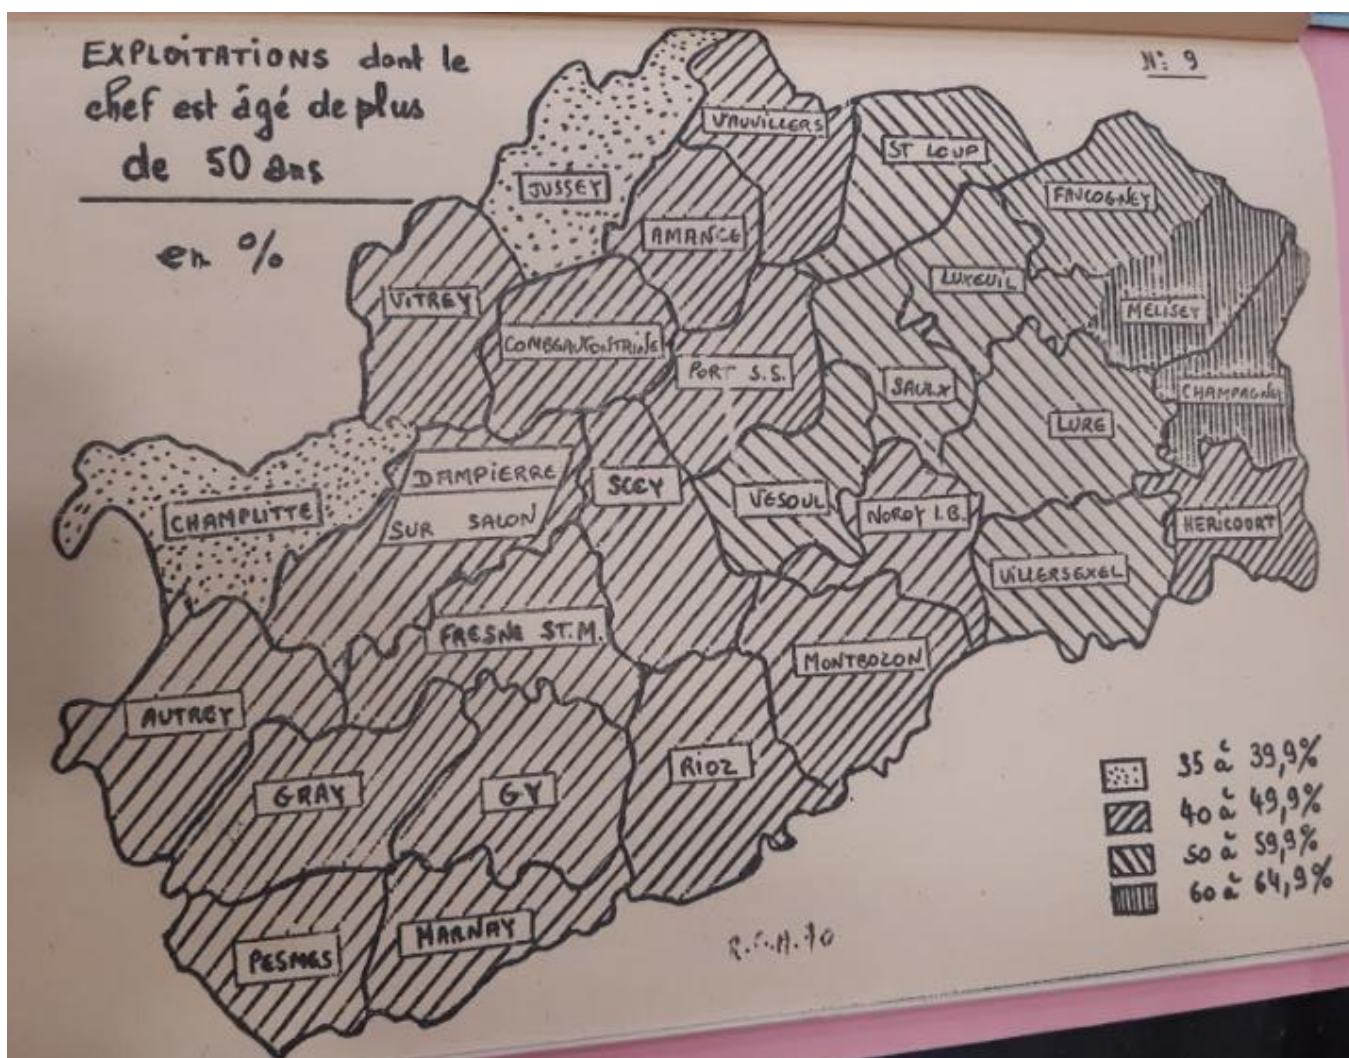 EXPLOITATIONS dont le
chef est âgé de plus
de 50 ans
en %
N: 9
VAUVILLERS
ST LOUP
JUSSEY
FAUCOGNEY
AMANCE
LUXEUIL
VITREY
MELISEY
COMBEAUFONTAINE
PORT S.S.
SAULX
CHAMPAGNEY
LURE
DAMPIERRE
SUR SALON
SCEY
VESOUL
NOROY L.B.
HERICOURT
CHAMPLITTE
VILLERSEXEL
FRESNE ST.M.
MONTBOZON
AUTREY
RIOZ
GRAY
GY
MARNAY
PESMES
35 à 39,9%
40 à 49,9%
50 à 59,9%
60 à 64,9%